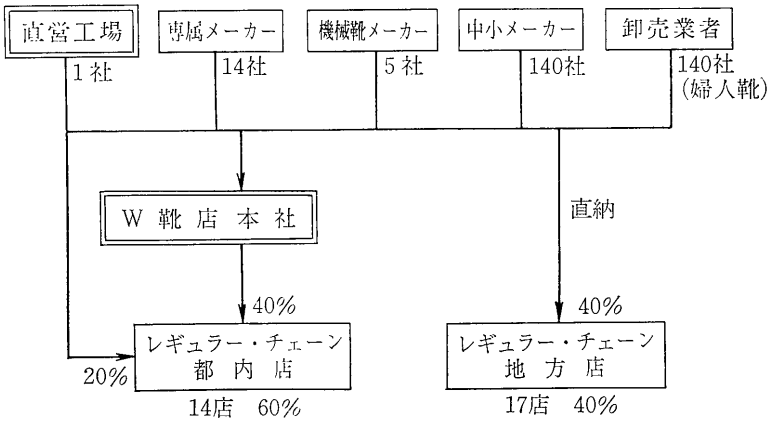 直営工場
専属メーカー
機械靴メーカー
中小メーカー
卸売業者
1社
14社
5社
140社
140社
(婦人靴)
W靴店本社
直納
40%
40%
レギュラー・チェーン
都内店
レギュラー・チェーン
地方店
20%
14店 60%
17店 40%